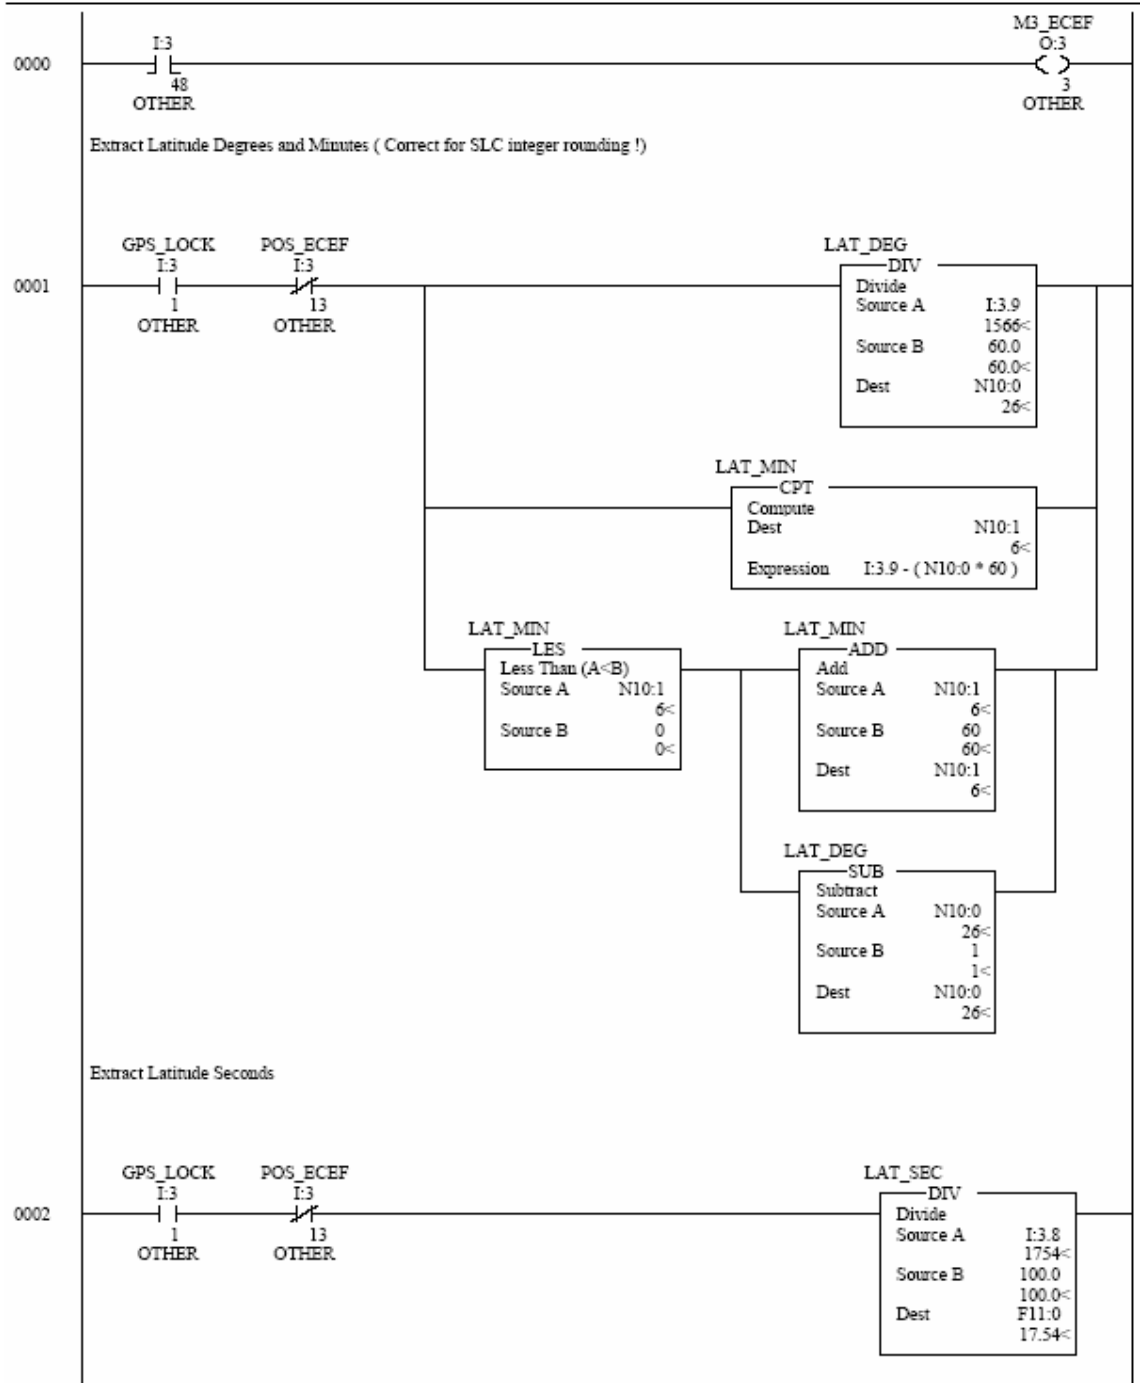 M3_ECEF
I:3 O:3
0000
48 3
OTHER OTHER
Extract Latitude Degrees and Minutes ( Correct for SLC integer rounding !)
GPS_LOCK POS_ECEF LAT_DEG
I:3 I:3 DIV
0001 Divide
1 13 Source A I:3.9
OTHER OTHER 1566<
Source B 60.0
60.0<
Dest N10:0
26<
LAT_MIN
CPT
Compute
Dest N10:1
6<
Expression I:3.9 - ( N10:0 * 60 )
LAT_MIN LAT_MIN
LES ADD
Less Than (A<B) Add
Source A N10:1 Source A N10:1
6< 6<
Source B 0 Source B 60
0< 60<
Dest N10:1
6<
LAT_DEG
SUB
Subtract
Source A N10:0
26<
Source B 1
1<
Dest N10:0
26<
Extract Latitude Seconds
GPS_LOCK POS_ECEF LAT_SEC
I:3 I:3 DIV
0002 Divide
1 13 Source A I:3.8
OTHER OTHER 1754<
Source B 100.0
100.0<
Dest F11:0
17.54<